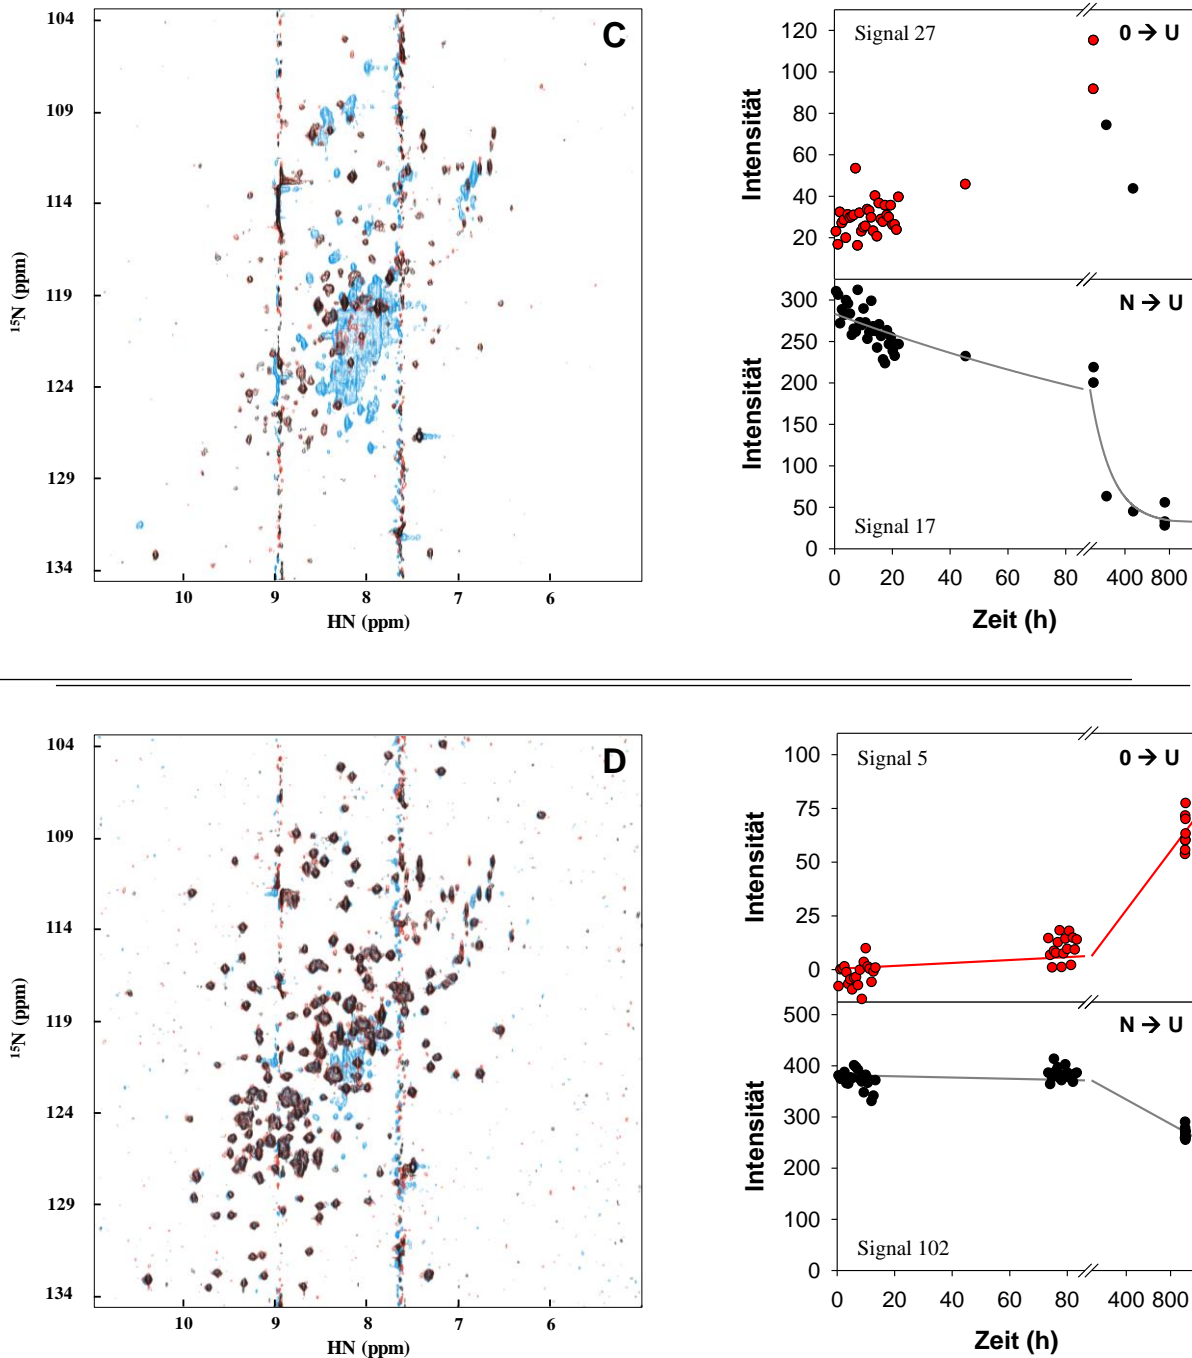 C
104
109
114
119
124
129
134
¹⁵N (ppm)
10 9 8 7 6
HN (ppm)
Signal 27
0 → U
120
100
80
60
40
20
Intensität
N → U
300
250
200
150
100
50
0
Intensität
Signal 17
0 20 40 60 80 400 800
Zeit (h)
D
104
109
114
119
124
129
134
¹⁵N (ppm)
10 9 8 7 6
HN (ppm)
Signal 5
0 → U
100
75
50
25
0
Intensität
N → U
500
400
300
200
100
0
Intensität
Signal 102
0 20 40 60 80 400 800
Zeit (h)